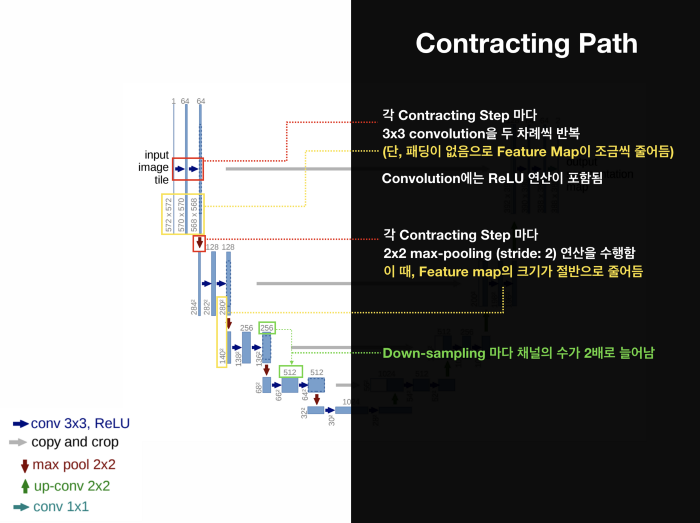 Contracting Path
1 64 64
input
image
tile
572 x 572
570 x 570
568 x 568
각 Contracting Step 마다
3x3 convolution을 두 차례씩 반복
(단, 패딩이 없음으로 Feature Map이 조금씩 줄어듬)
Convolution에는 ReLU 연산이 포함됨
128 128
284²
282²
280²
각 Contracting Step 마다
2x2 max-pooling (stride: 2) 연산을 수행함
이 때, Feature map의 크기가 절반으로 줄어듬
256 256
140²
138²
136²
Down-sampling 마다 채널의 수가 2배로 늘어남
512 512
68²
66²
64²
32²
30²
conv 3x3, ReLU
copy and crop
max pool 2x2
up-conv 2x2
conv 1x1